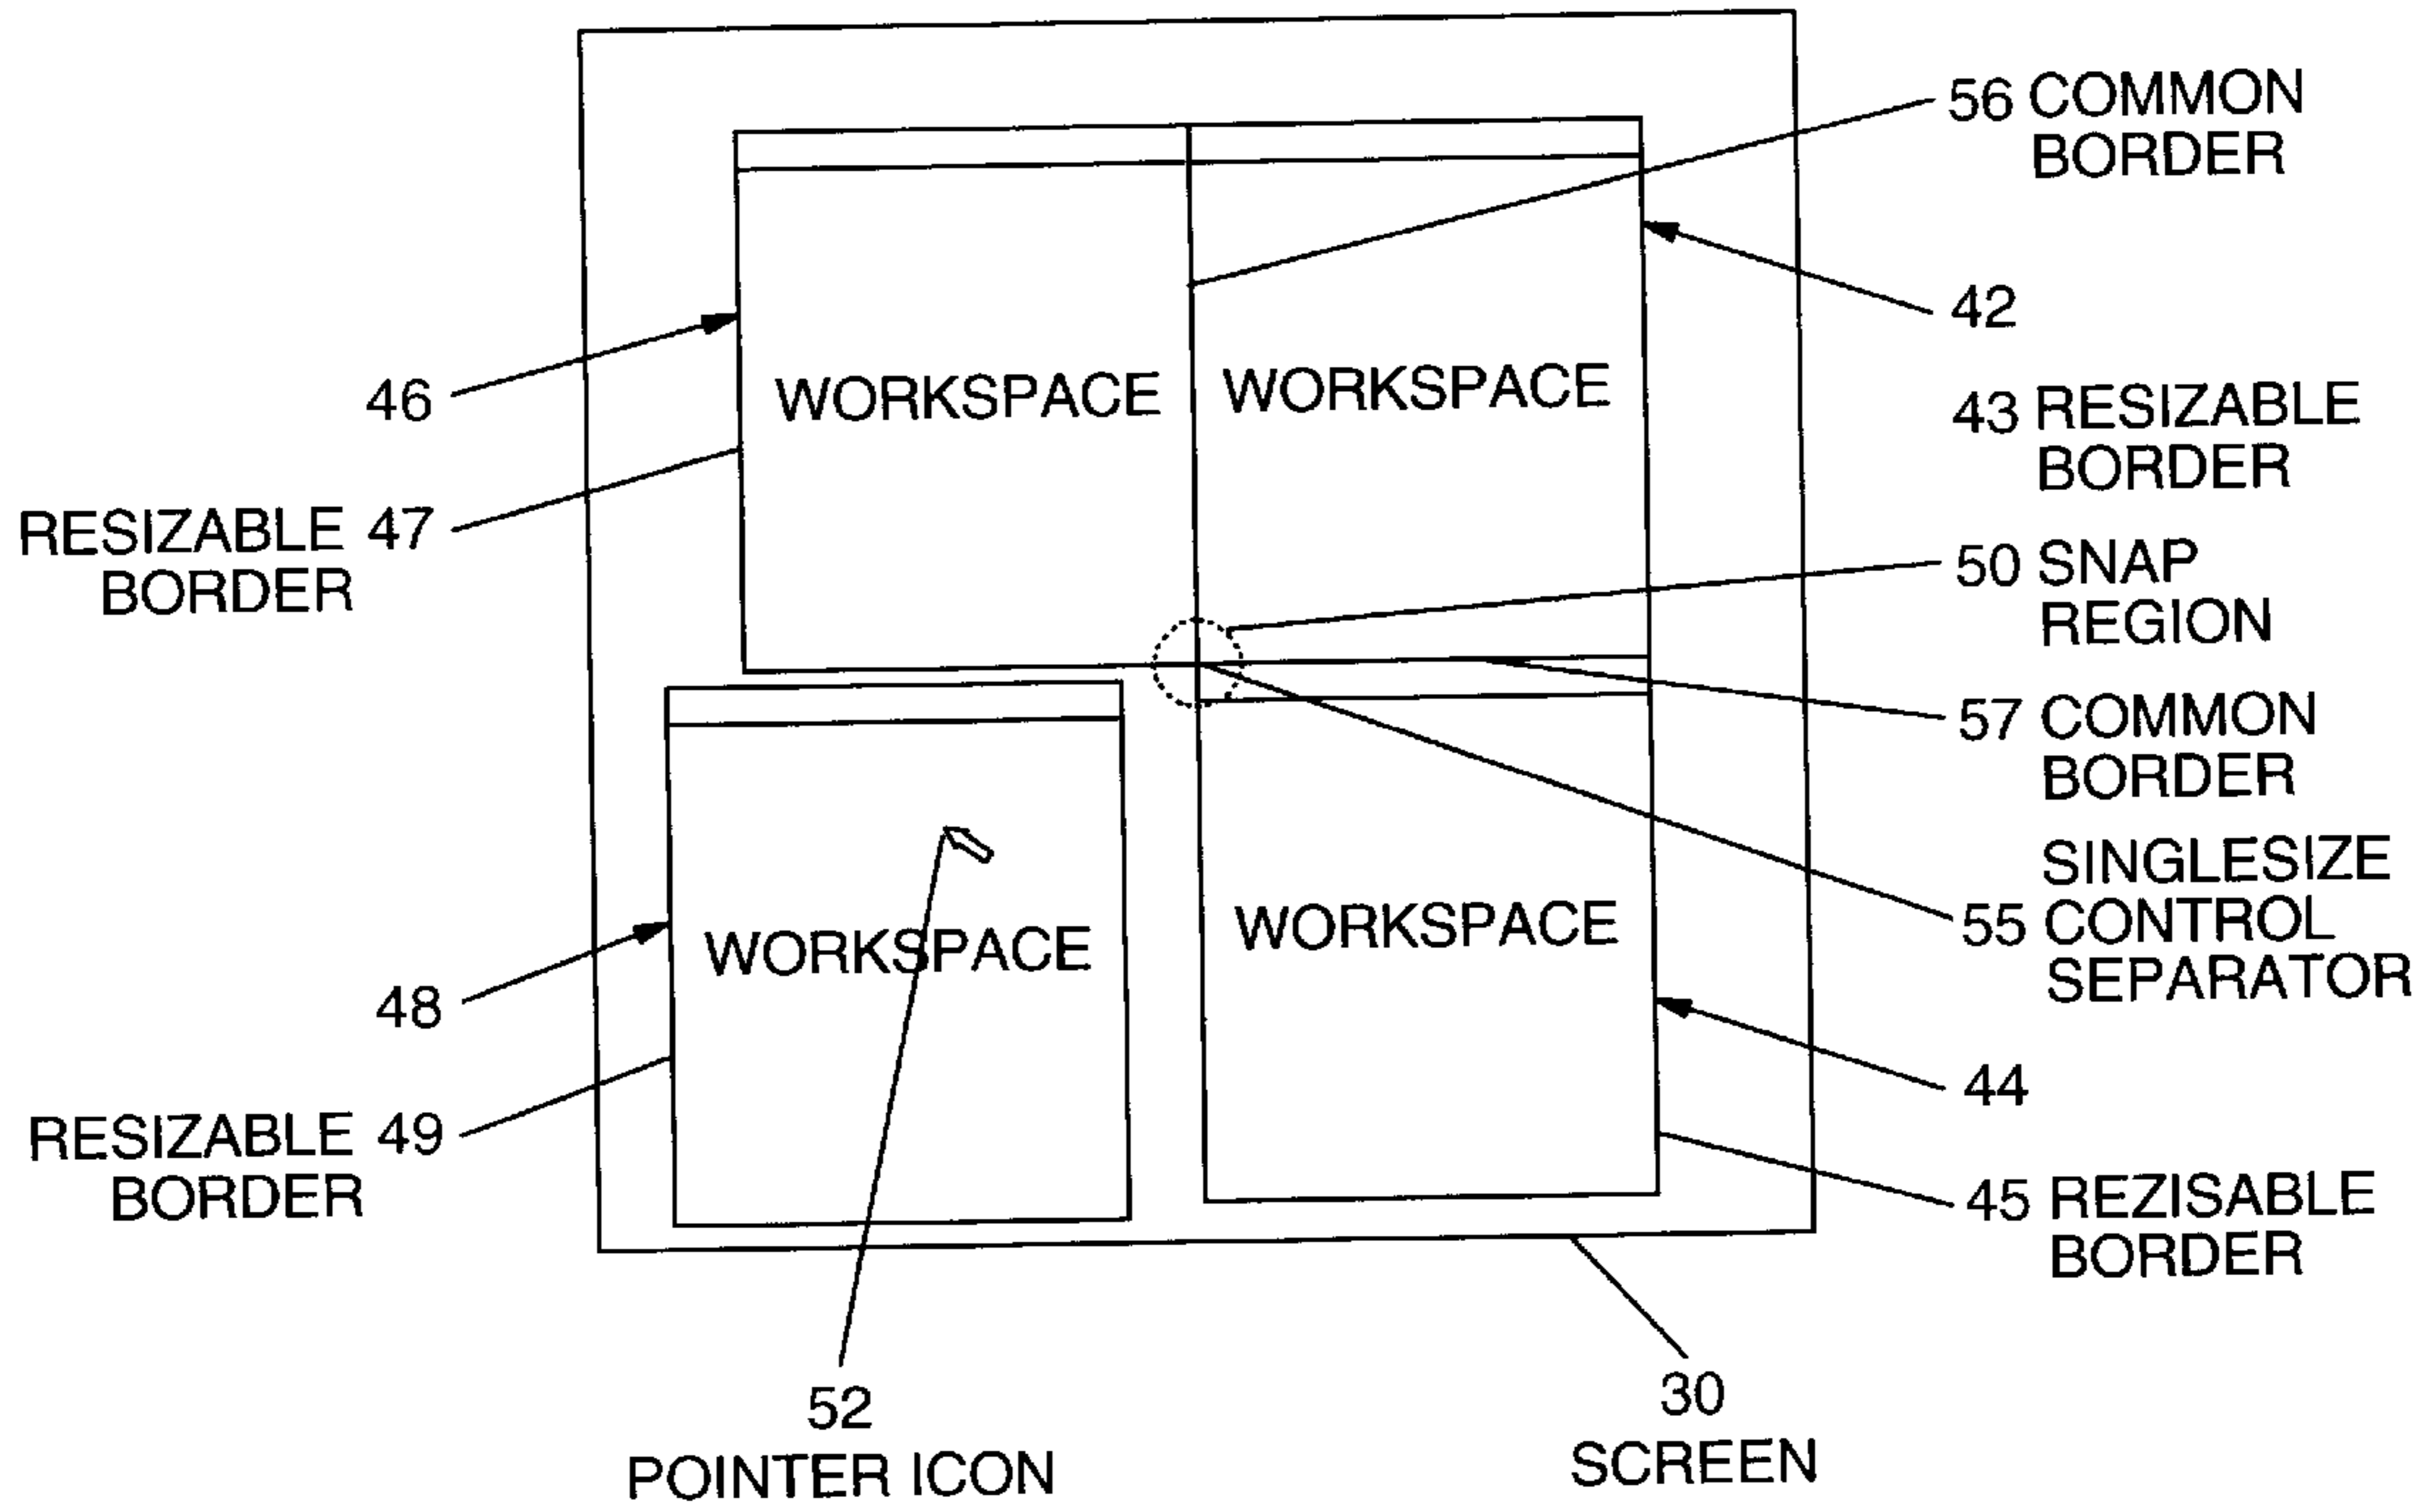 56 COMMON
BORDER
42
46
WORKSPACE
WORKSPACE
43 RESIZABLE
BORDER
RESIZABLE 47
BORDER
50 SNAP
REGION
57 COMMON
BORDER
SINGLESIZE
55 CONTROL
SEPARATOR
WORKSPACE
WORKSPACE
48
44
RESIZABLE 49
BORDER
45 REZISABLE
BORDER
52
POINTER ICON
30
SCREEN